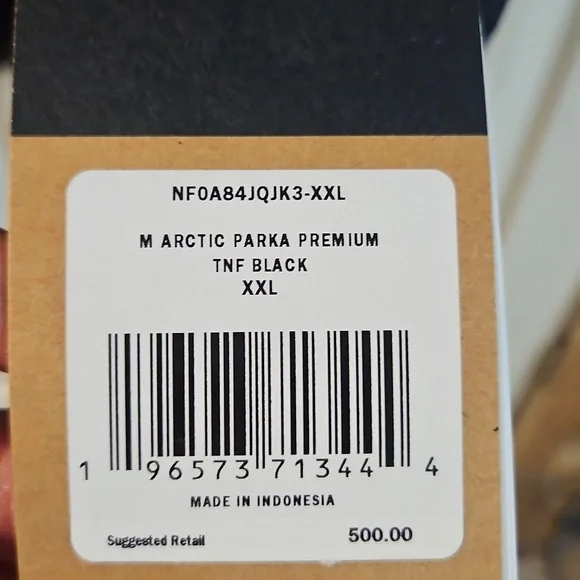 NF0A84JQJK3-XXL
M ARCTIC PARKA PREMIUM
TNF BLACK
XXL
1 96573 71344 4
MADE IN INDONESIA
Suggested Retail 500.00